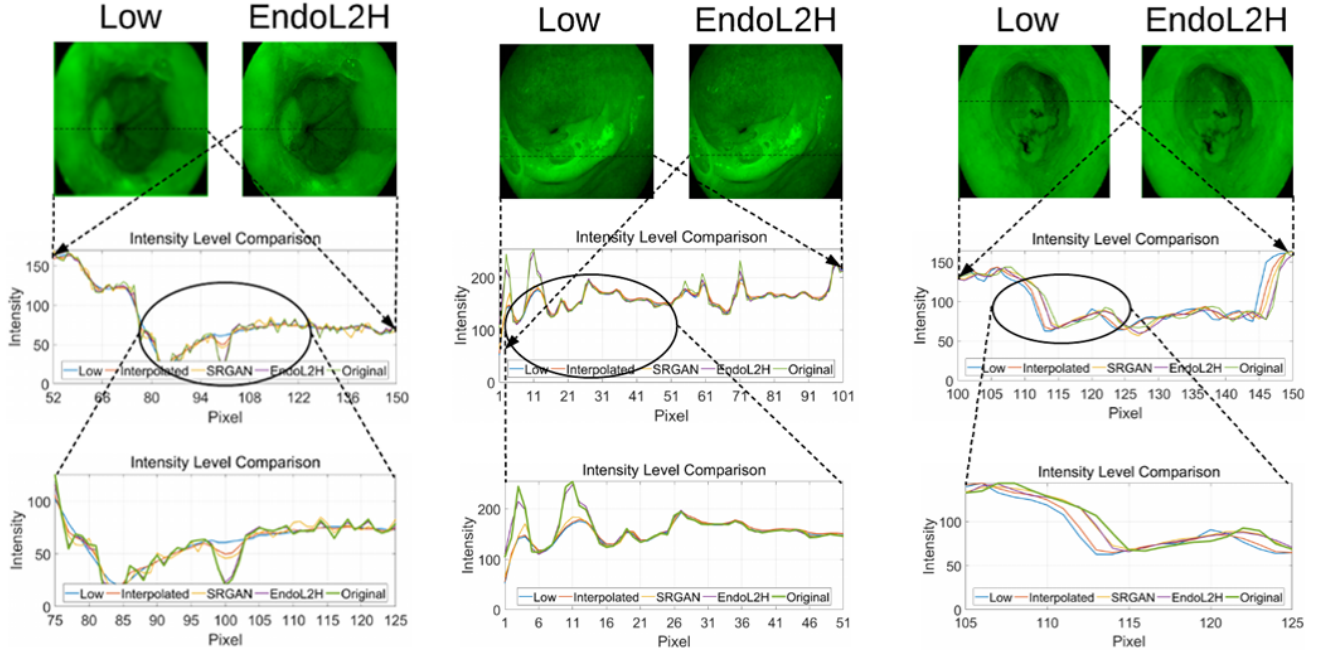 Low EndoL2H
Low EndoL2H
Low EndoL2H
Intensity Level Comparison
150
100
50
0
Intensity
Low Interpolated SRGAN EndoL2H Original
52 66 80 94 108 122 136 150
Pixel
Intensity Level Comparison
200
100
0
Intensity
Low Interpolated SRGAN EndoL2H Original
1 11 21 31 41 51 61 71 81 91 101
Pixel
Intensity Level Comparison
150
100
50
0
Intensity
Low Interpolated SRGAN EndoL2H Original
100 105 110 115 120 125 130 135 140 145 150
Pixel
Intensity Level Comparison
100
50
0
Intensity
Low Interpolated SRGAN EndoL2H Original
75 80 85 90 95 100 105 110 115 120 125
Pixel
Intensity Level Comparison
200
150
100
0
Intensity
Low Interpolated SRGAN EndoL2H Original
1 6 11 16 21 26 31 36 41 46 51
Pixel
Intensity Level Comparison
100
50
0
Intensity
Low Interpolated SRGAN EndoL2H Original
105 110 115 120 125
Pixel